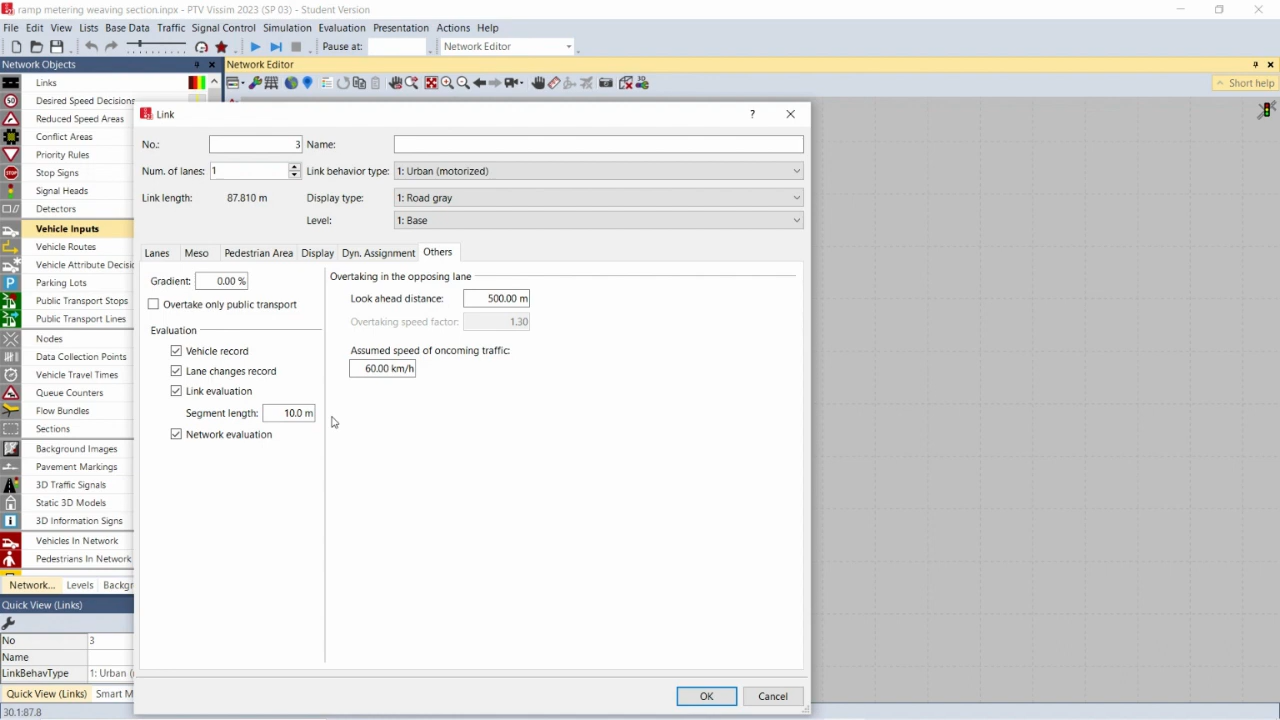 ramp metering weaving section.inpx - PTV Vissim 2023 (SP 03) - Student Version
File Edit View Lists Base Data Traffic Signal Control Simulation Evaluation Presentation Actions Help
Pause at: Network Editor
Network Objects
Network Editor
Links
Short help
Desired Speed Decisions
Reduced Speed Areas
Conflict Areas
Priority Rules
Stop Signs
Signal Heads
Detectors
Vehicle Inputs
Vehicle Routes
Vehicle Attribute Decisi
Parking Lots
Public Transport Stops
Public Transport Lines
Nodes
Data Collection Points
Vehicle Travel Times
Queue Counters
Flow Bundles
Sections
Background Images
Pavement Markings
3D Traffic Signals
Static 3D Models
3D Information Signs
Vehicles In Network
Pedestrians In Network
Network... Levels Backgr
Quick View (Links)
No 3
Name
LinkBehavType 1: Urban (
Quick View (Links) Smart M
30.1:87.8
Link
No.: 3 Name:
Num. of lanes: 1 Link behavior type: 1: Urban (motorized)
Link length: 87.810 m Display type: 1: Road gray
Level: 1: Base
Lanes Meso Pedestrian Area Display Dyn. Assignment Others
Gradient: 0.00 %
Overtake only public transport
Evaluation
Vehicle record
Lane changes record
Link evaluation
Segment length: 10.0 m
Network evaluation
Overtaking in the opposing lane
Look ahead distance: 500.00 m
Overtaking speed factor: 1.30
Assumed speed of oncoming traffic:
60.00 km/h
OK Cancel